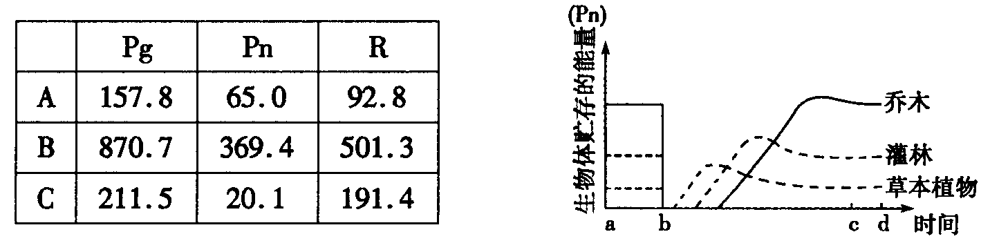 Pg Pn R
A 157.8 65.0 92.8
B 870.7 369.4 501.3
C 211.5 20.1 191.4
(Pn)
生物体贮存的能量
乔木
灌林
草本植物
a b c d 时间